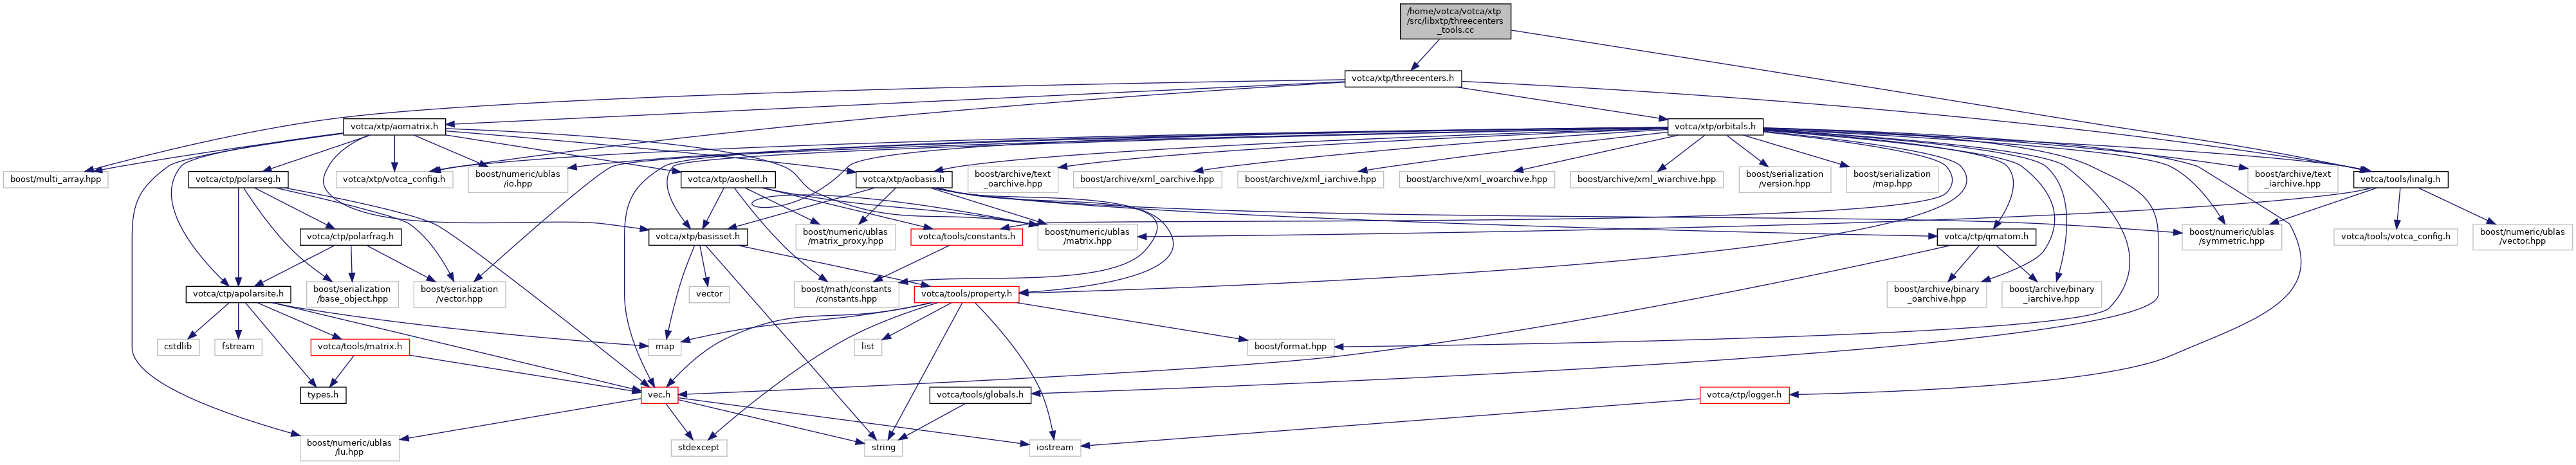 /home/votca/votca/xtp
/src/libxtp/threecenters
_tools.cc
votca/xtp/threecenters.h
votca/xtp/aomatrix.h
votca/xtp/orbitals.h
boost/multi_array.hpp
votca/ctp/polarseg.h
votca/xtp/votca_config.h
boost/numeric/ublas
/io.hpp
votca/xtp/aoshell.h
votca/xtp/aobasis.h
boost/archive/text
_oarchive.hpp
boost/archive/xml_oarchive.hpp
boost/archive/xml_iarchive.hpp
boost/archive/xml_woarchive.hpp
boost/archive/xml_wiarchive.hpp
boost/serialization
/version.hpp
boost/serialization
/map.hpp
boost/archive/text
_iarchive.hpp
votca/tools/linalg.h
votca/ctp/polarfrag.h
votca/xtp/basisset.h
boost/numeric/ublas
/matrix_proxy.hpp
votca/tools/constants.h
boost/numeric/ublas
/matrix.hpp
votca/ctp/qmatom.h
boost/numeric/ublas
/symmetric.hpp
votca/tools/votca_config.h
boost/numeric/ublas
/vector.hpp
votca/ctp/apolarsite.h
boost/serialization
/base_object.hpp
boost/serialization
/vector.hpp
vector
boost/math/constants
/constants.hpp
votca/tools/property.h
boost/archive/binary
_oarchive.hpp
boost/archive/binary
_iarchive.hpp
cstdlib
fstream
votca/tools/matrix.h
map
list
boost/format.hpp
types.h
vec.h
votca/tools/globals.h
votca/ctp/logger.h
boost/numeric/ublas
/lu.hpp
stdexcept
string
iostream